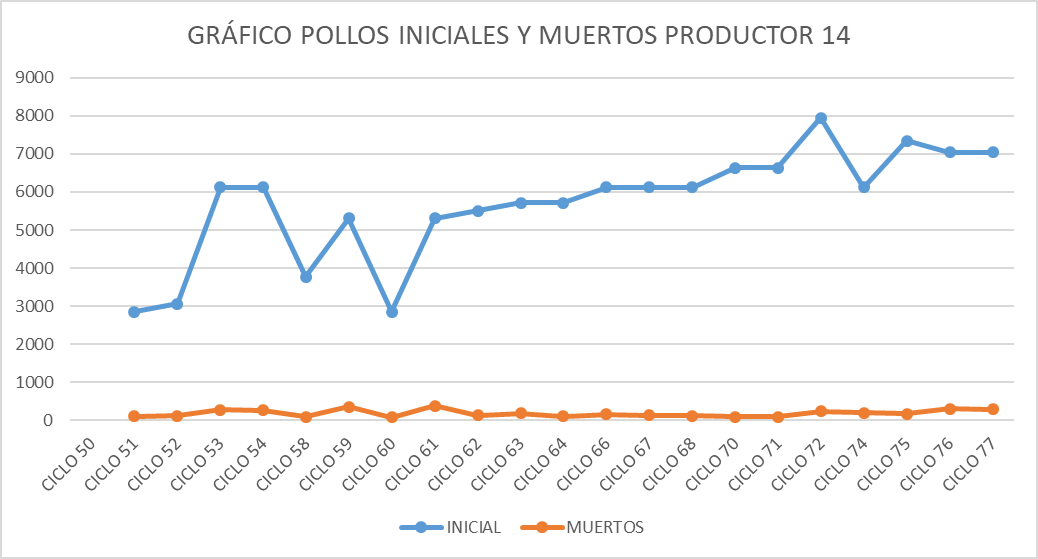 GRÁFICO POLLOS INICIALES Y MUERTOS PRODUCTOR 14
9000
8000
7000
6000
5000
4000
3000
2000
1000
0
CICLO 50
CICLO 51
CICLO 52
CICLO 53
CICLO 54
CICLO 58
CICLO 59
CICLO 60
CICLO 61
CICLO 62
CICLO 63
CICLO 64
CICLO 66
CICLO 67
CICLO 68
CICLO 70
CICLO 71
CICLO 72
CICLO 74
CICLO 75
CICLO 76
CICLO 77
INICIAL MUERTOS